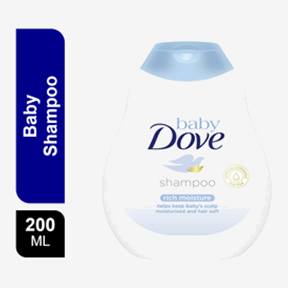 Baby
Shampoo
200
ML
baby
Dove
shampoo
rich moisture
helps keep baby's scalp
moisturised and hair soft